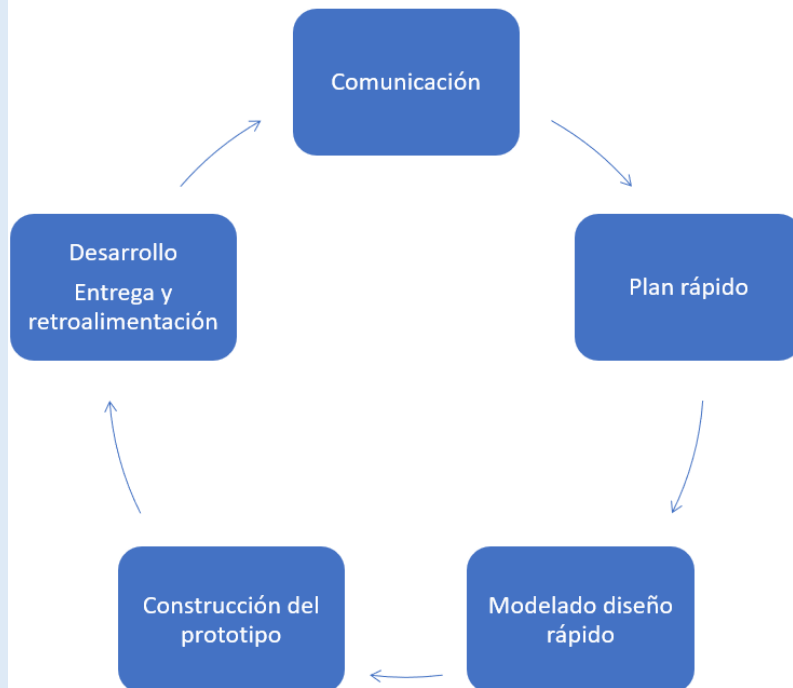 Comunicación
Plan rápido
Modelado diseño
rápido
Construcción del
prototipo
Desarrollo
Entrega y
retroalimentación